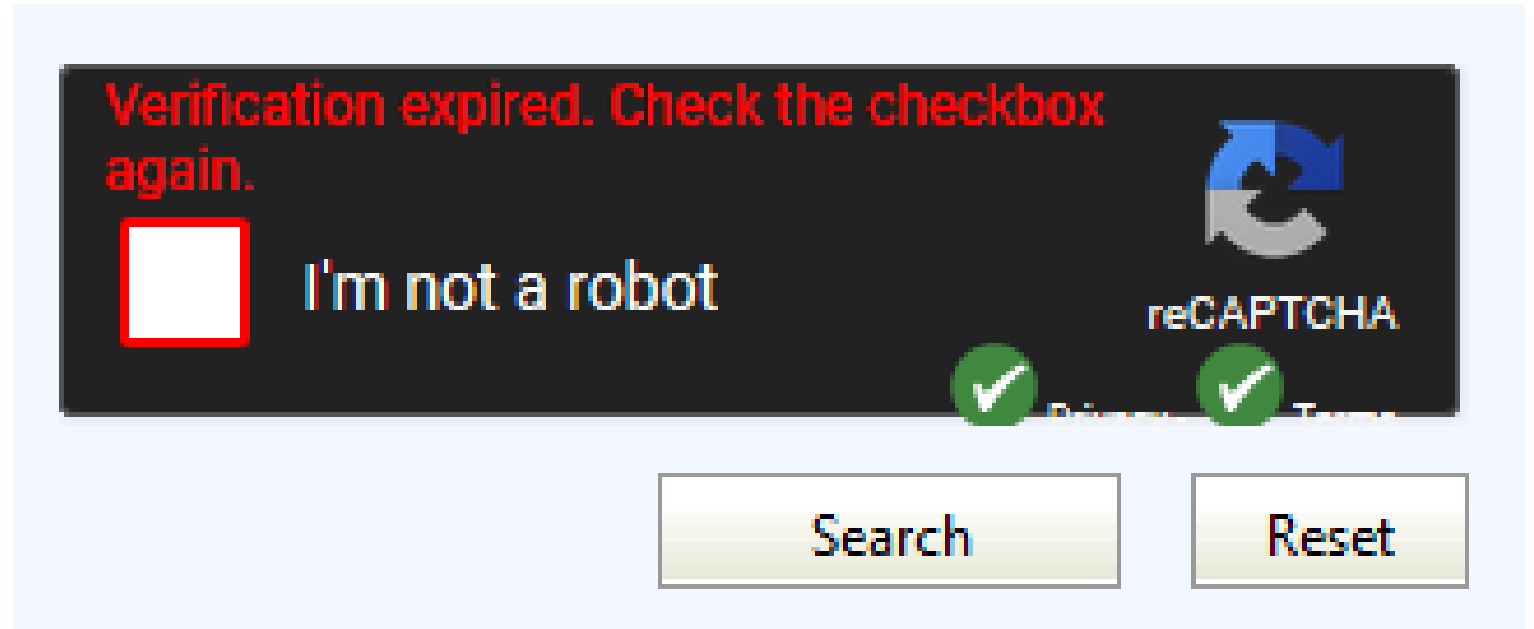 Verification expired. Check the checkbox
again.
I'm not a robot
reCAPTCHA
Search
Reset